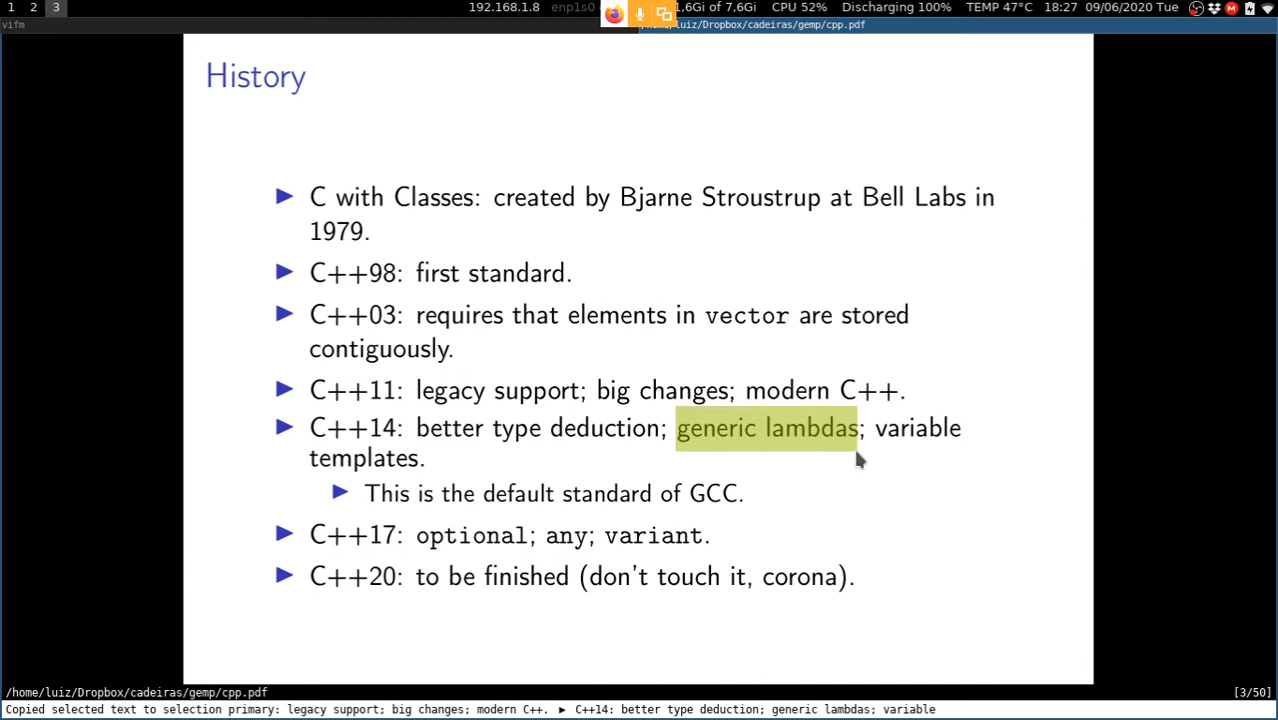 1 2 3 192.168.1.8 enp1s0 1,6Gi of 7,6Gi CPU 52% Discharging 100% TEMP 47°C 18:27 09/06/2020 Tue
vifm /home/luiz/Dropbox/cadeiras/gemp/cpp.pdf
History
▶ C with Classes: created by Bjarne Stroustrup at Bell Labs in
1979.
▶ C++98: first standard.
▶ C++03: requires that elements in vector are stored
contiguously.
▶ C++11: legacy support; big changes; modern C++.
▶ C++14: better type deduction; generic lambdas; variable
templates.
▶ This is the default standard of GCC.
▶ C++17: optional; any; variant.
▶ C++20: to be finished (don't touch it, corona).
/home/luiz/Dropbox/cadeiras/gemp/cpp.pdf [3/50]
Copied selected text to selection primary: legacy support; big changes; modern C++. ▶ C++14: better type deduction; generic lambdas; variable